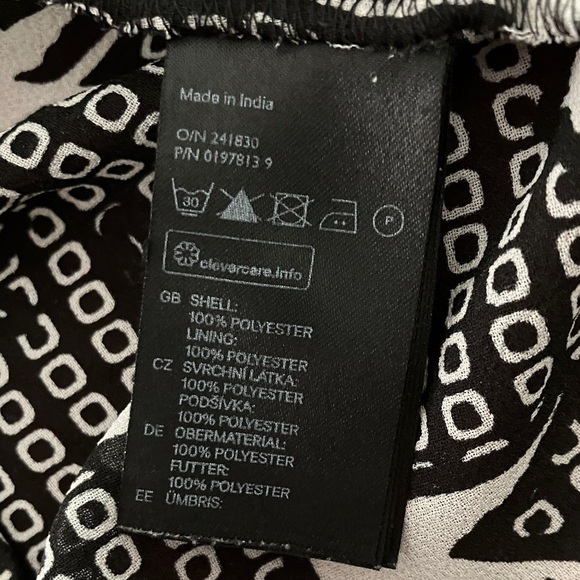 Made in India
O/N 241830
P/N 0197813 9
30
P
clevercare.info
GB SHELL:
100% POLYESTER
LINING:
100% POLYESTER
CZ SVRCHNÍ LÁTKA:
100% POLYESTER
PODŠÍVKA:
100% POLYESTER
DE OBERMATERIAL:
100% POLYESTER
FUTTER:
100% POLYESTER
EE ÜMBRIS: